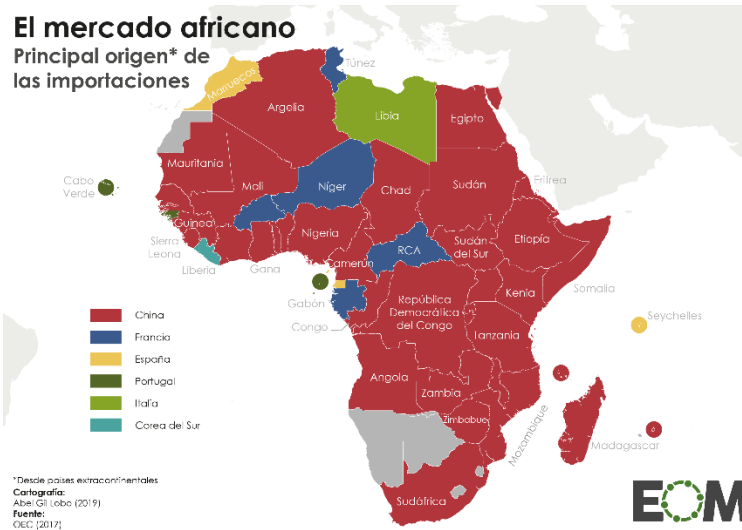 El mercado africano
Principal origen* de
las importaciones
Túnez
Marruecos
Argelia
Libia
Egipto
Mauritania
Cabo
Verde
Malí
Níger
Chad
Sudán
Eritrea
Guinea
Sierra
Leona
Liberia
Gana
Nigeria
Camerún
RCA
Sudán
del Sur
Etiopía
Somalia
Gabón
Congo
República
Democrática
del Congo
Kenia
Seychelles
Tanzania
Angola
Zambia
Zimbabue
Mozambique
Madagascar
Sudáfrica
China
Francia
España
Portugal
Italia
Corea del Sur
*Desde países extracontinentales
Cartografía:
Abel Gil Lobo (2019)
Fuente:
OEC (2017)
EOM